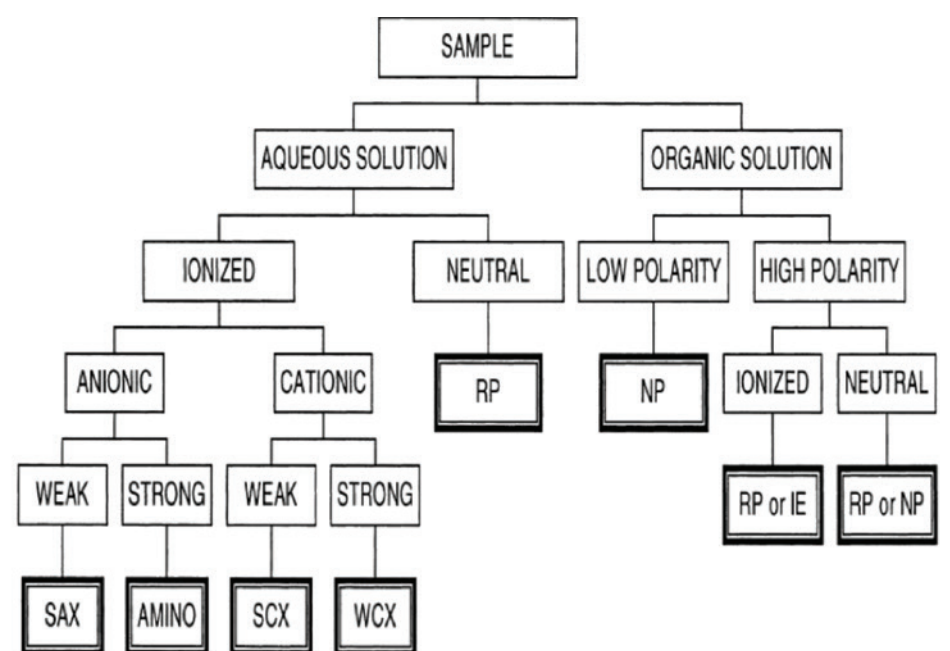 SAMPLE
AQUEOUS SOLUTION
ORGANIC SOLUTION
IONIZED
NEUTRAL
LOW POLARITY
HIGH POLARITY
ANIONIC
CATIONIC
RP
NP
IONIZED
NEUTRAL
WEAK
STRONG
WEAK
STRONG
RP or IE
RP or NP
SAX
AMINO
SCX
WCX